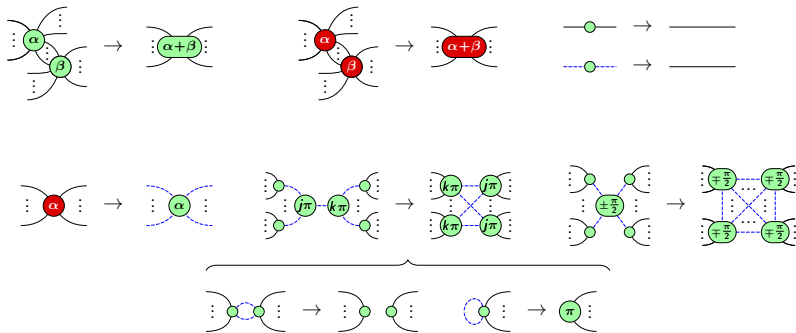 α β → α+β
α β → α+β
→
→
α → α
jπ kπ → kπ jπ kπ jπ
±π/2 → ∓π/2 ∓π/2 ∓π/2 ∓π/2
→
→ π